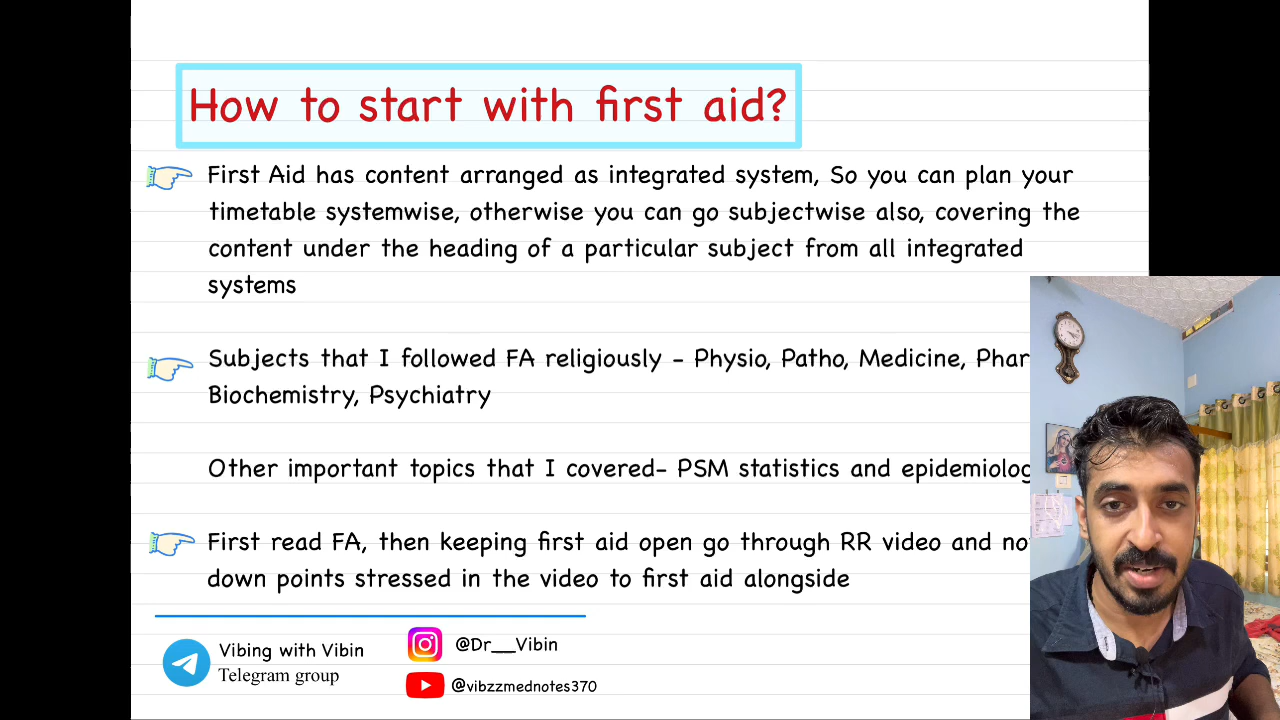 How to start with first aid?
First Aid has content arranged as integrated system, So you can plan your
timetable systemwise, otherwise you can go subjectwise also, covering the
content under the heading of a particular subject from all integrated
systems
Subjects that I followed FA religiously - Physio, Patho, Medicine, Phar
Biochemistry, Psychiatry
Other important topics that I covered- PSM statistics and epidemiolog
First read FA, then keeping first aid open go through RR video and no
down points stressed in the video to first aid alongside
Vibing with Vibin
Telegram group
@Dr__Vibin
@vibzzmednotes370